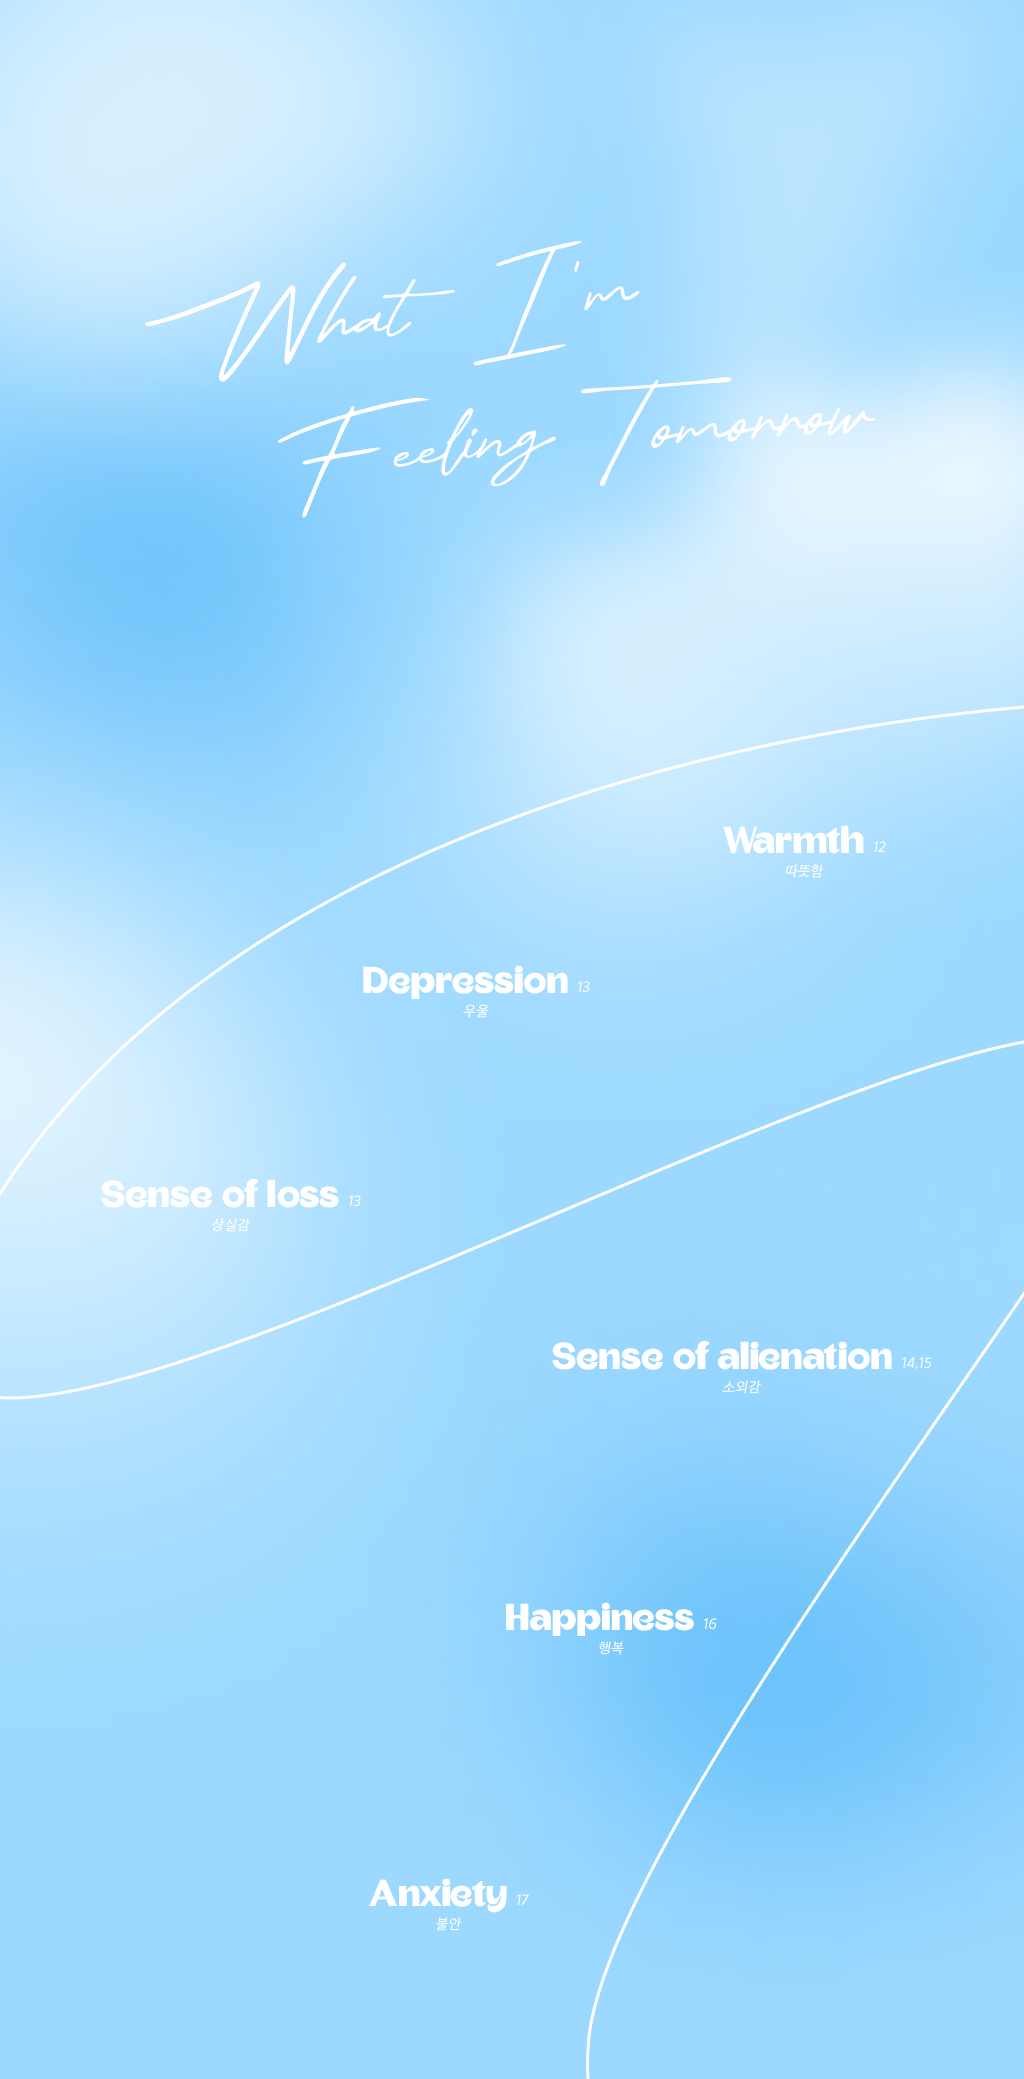 What I'm
Feeling Tomorrow
Warmth 12
따뜻함
Depression 13
우울
Sense of loss 13
상실감
Sense of alienation 14,15
소외감
Happiness 16
행복
Anxiety 17
불안